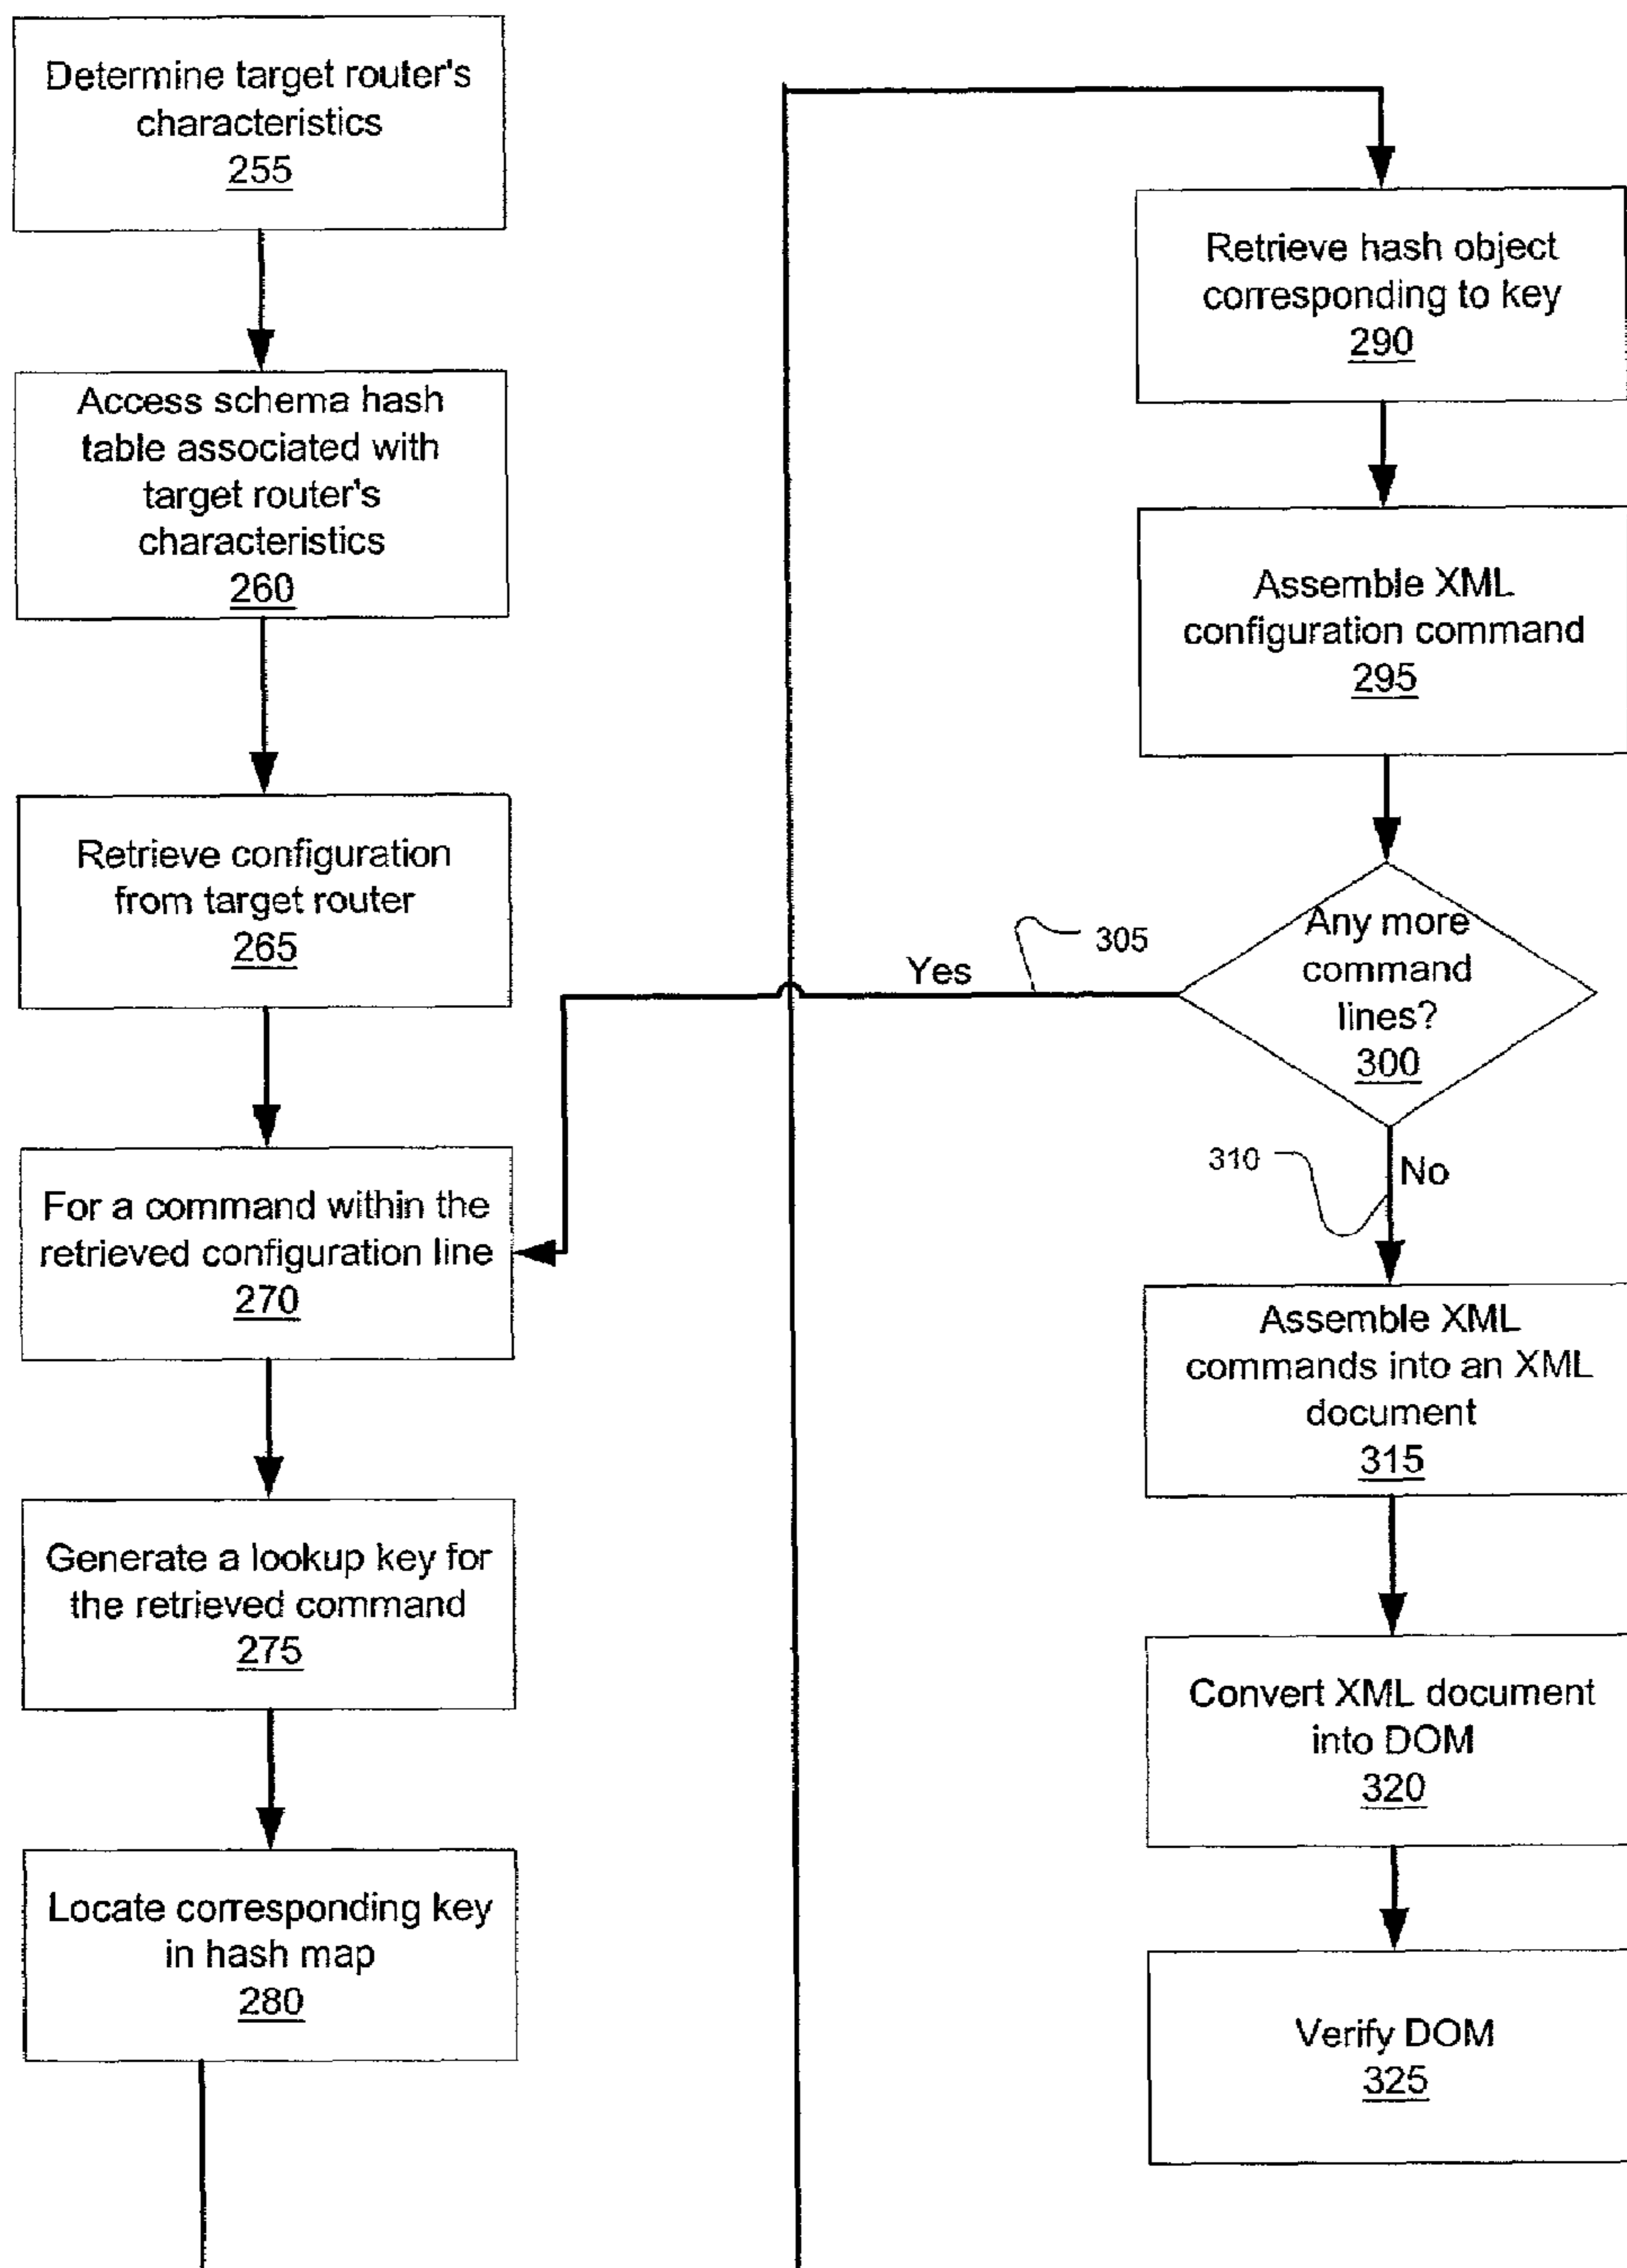 Determine target router's
characteristics
255
Access schema hash
table associated with
target router's
characteristics
260
Retrieve configuration
from target router
265
For a command within the
retrieved configuration line
270
Generate a lookup key for
the retrieved command
275
Locate corresponding key
in hash map
280
Retrieve hash object
corresponding to key
290
Assemble XML
configuration command
295
Any more
command
lines?
300
305
Yes
310
No
Assemble XML
commands into an XML
document
315
Convert XML document
into DOM
320
Verify DOM
325